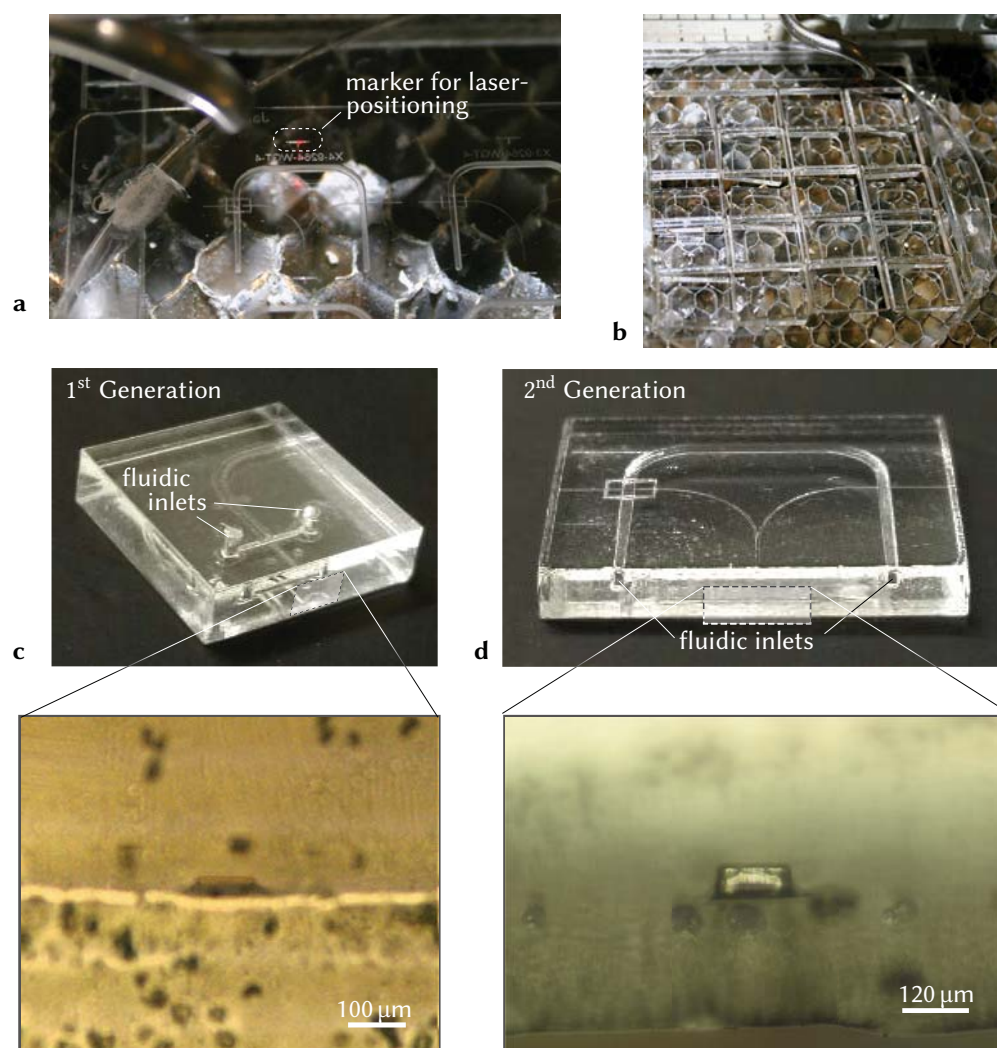 marker for laser-
positioning
a
b
1st Generation
fluidic
inlets
c
2nd Generation
fluidic inlets
d
100 µm
120 µm